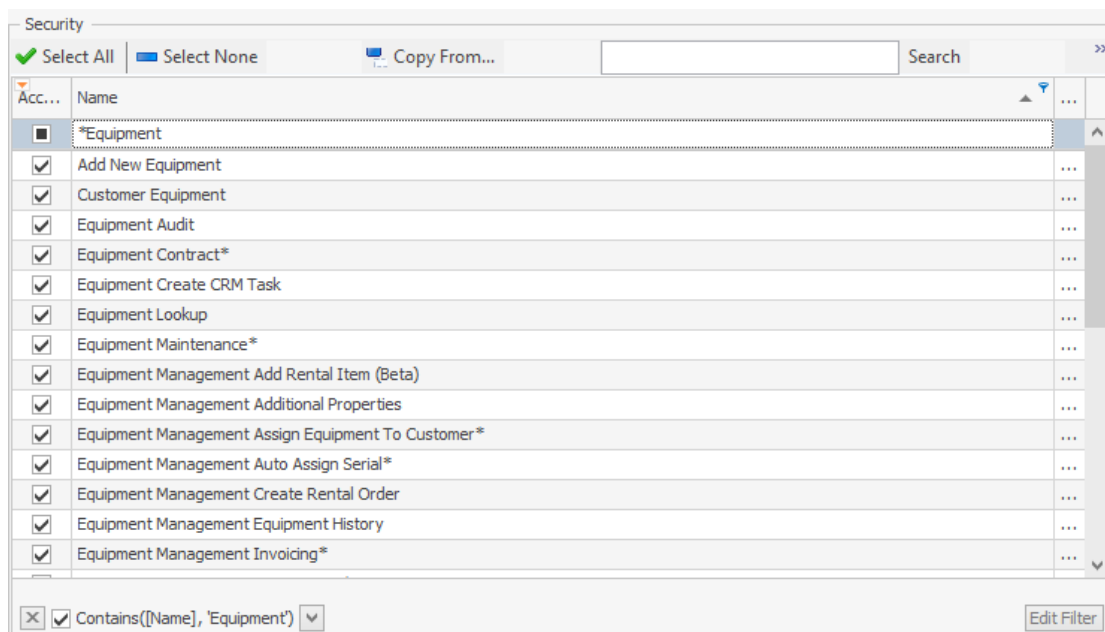 Security
Select All Select None Copy From... Search »
Acc... Name ...
*Equipment
Add New Equipment ...
Customer Equipment ...
Equipment Audit ...
Equipment Contract* ...
Equipment Create CRM Task ...
Equipment Lookup ...
Equipment Maintenance* ...
Equipment Management Add Rental Item (Beta) ...
Equipment Management Additional Properties ...
Equipment Management Assign Equipment To Customer* ...
Equipment Management Auto Assign Serial* ...
Equipment Management Create Rental Order ...
Equipment Management Equipment History ...
Equipment Management Invoicing* ...
Contains([Name], 'Equipment') Edit Filter